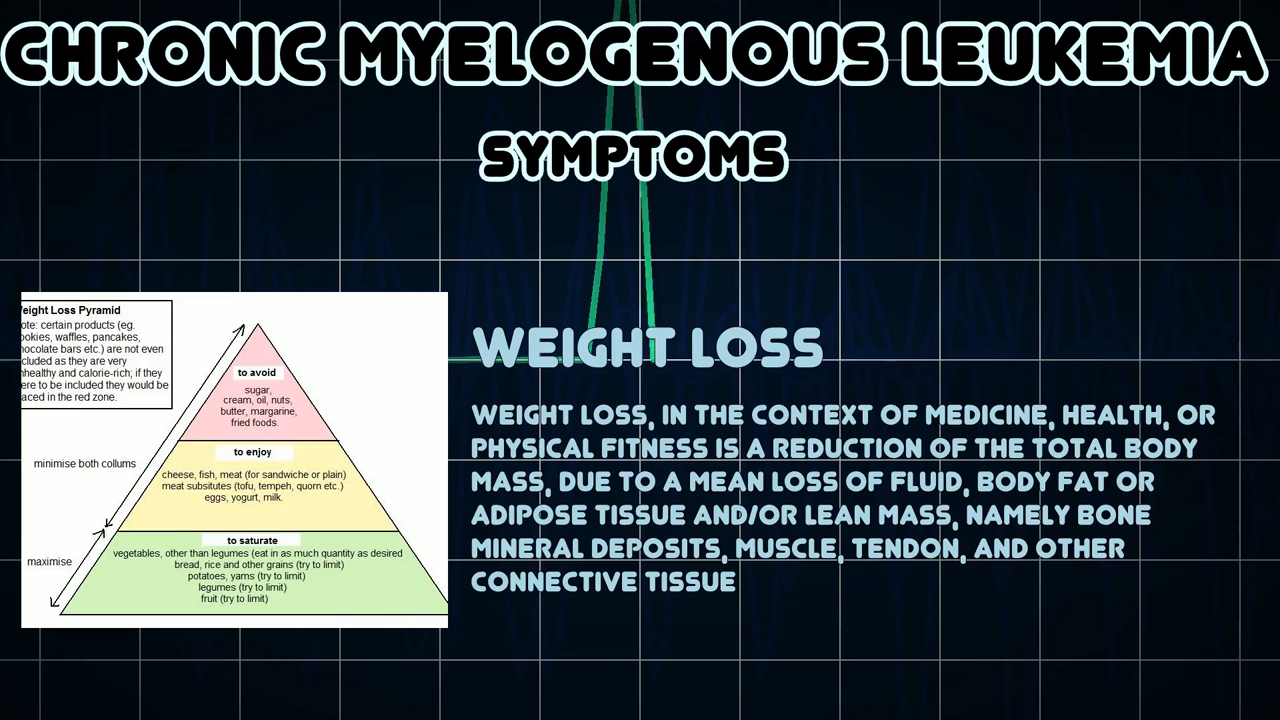 CHRONIC MYELOGENOUS LEUKEMIA
SYMPTOMS
eight Loss Pyramid
ote: certain products (eg.
ookies, waffles, pancakes,
hocolate bars etc.) are not even
cluded as they are very
nhealthy and calorie-rich; if they
ere to be included they would be
aced in the red zone.
to avoid
sugar,
cream, oil, nuts,
butter, margarine,
fried foods.
to enjoy
minimise both collums
cheese, fish, meat (for sandwiche or plain)
meat subsitutes (tofu, tempeh, quorn etc.)
eggs, yogurt, milk.
to saturate
maximise
vegetables, other than legumes (eat in as much quantity as desired
bread, rice and other grains (try to limit)
potatoes, yams (try to limit)
legumes (try to limit)
fruit (try to limit)
WEIGHT LOSS
WEIGHT LOSS, IN THE CONTEXT OF MEDICINE, HEALTH, OR
PHYSICAL FITNESS IS A REDUCTION OF THE TOTAL BODY
MASS, DUE TO A MEAN LOSS OF FLUID, BODY FAT OR
ADIPOSE TISSUE AND/OR LEAN MASS, NAMELY BONE
MINERAL DEPOSITS, MUSCLE, TENDON, AND OTHER
CONNECTIVE TISSUE